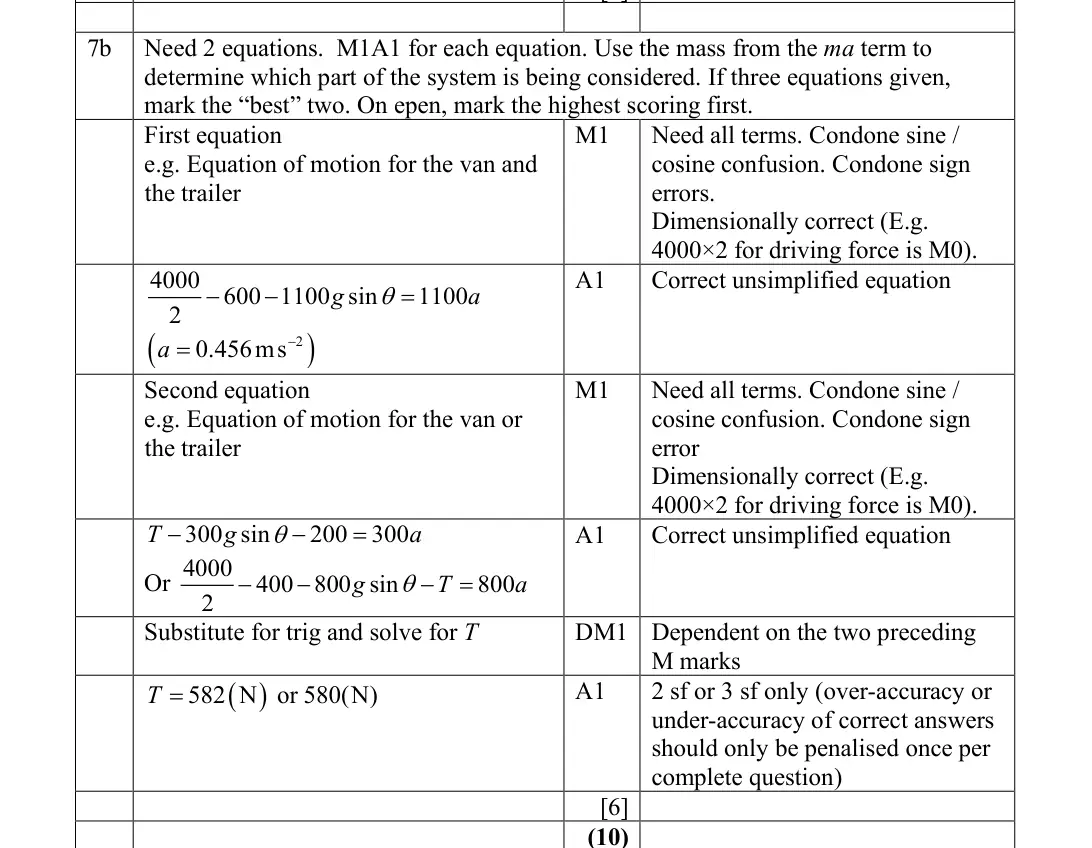 7b Need 2 equations. M1A1 for each equation. Use the mass from the ma term to
determine which part of the system is being considered. If three equations given,
mark the “best” two. On epen, mark the highest scoring first.
First equation M1 Need all terms. Condone sine /
e.g. Equation of motion for the van and cosine confusion. Condone sign
the trailer errors.
Dimensionally correct (E.g.
4000×2 for driving force is M0).
4000/2 − 600 − 1100g sin θ = 1100a A1 Correct unsimplified equation
(a = 0.456 m s⁻²)
Second equation M1 Need all terms. Condone sine /
e.g. Equation of motion for the van or cosine confusion. Condone sign
the trailer error
Dimensionally correct (E.g.
4000×2 for driving force is M0).
T − 300g sin θ − 200 = 300a A1 Correct unsimplified equation
Or 4000/2 − 400 − 800g sin θ − T = 800a
Substitute for trig and solve for T DM1 Dependent on the two preceding
M marks
T = 582(N) or 580(N) A1 2 sf or 3 sf only (over-accuracy or
under-accuracy of correct answers
should only be penalised once per
complete question)
[6]
(10)